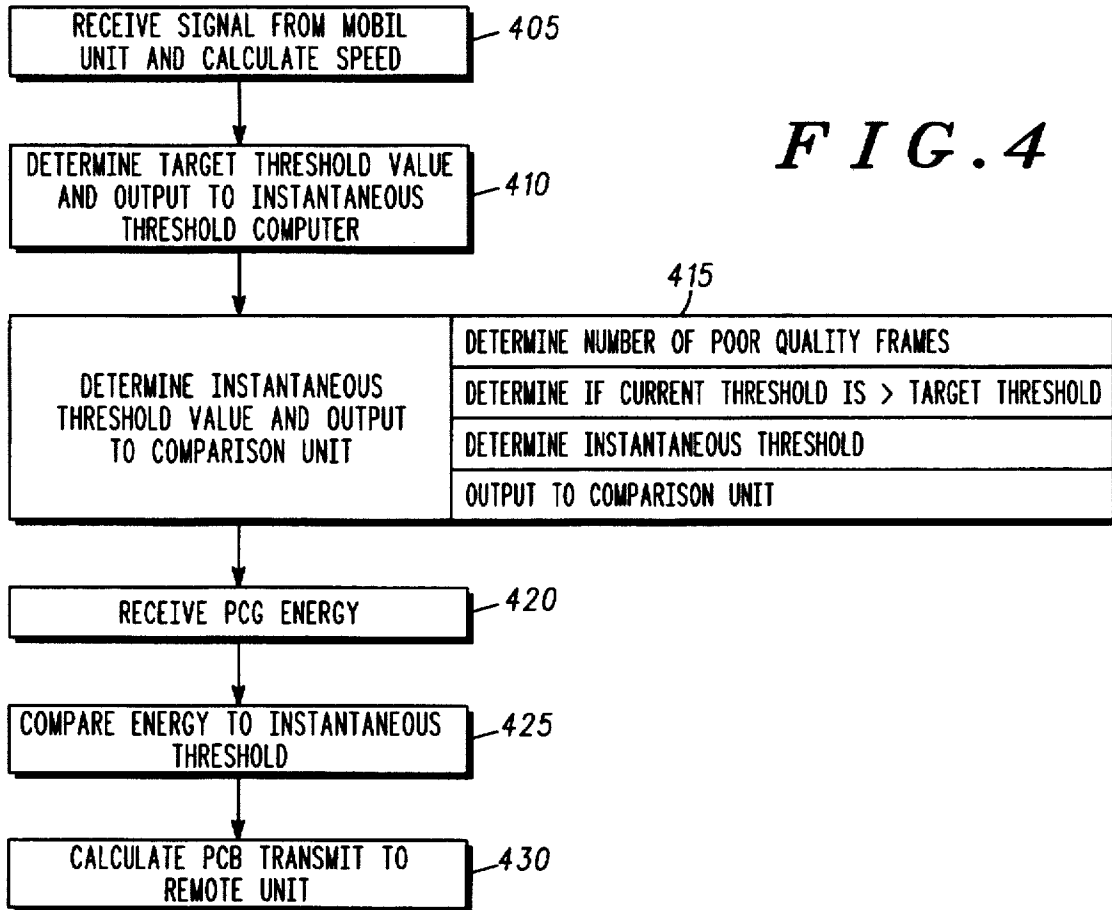 RECEIVE SIGNAL FROM MOBIL
UNIT AND CALCULATE SPEED
405
FIG.4
DETERMINE TARGET THRESHOLD VALUE
AND OUTPUT TO INSTANTANEOUS
THRESHOLD COMPUTER
410
415
DETERMINE INSTANTANEOUS
THRESHOLD VALUE AND OUTPUT
TO COMPARISON UNIT
DETERMINE NUMBER OF POOR QUALITY FRAMES
DETERMINE IF CURRENT THRESHOLD IS > TARGET THRESHOLD
DETERMINE INSTANTANEOUS THRESHOLD
OUTPUT TO COMPARISON UNIT
RECEIVE PCG ENERGY
420
COMPARE ENERGY TO INSTANTANEOUS
THRESHOLD
425
CALCULATE PCB TRANSMIT TO
REMOTE UNIT
430